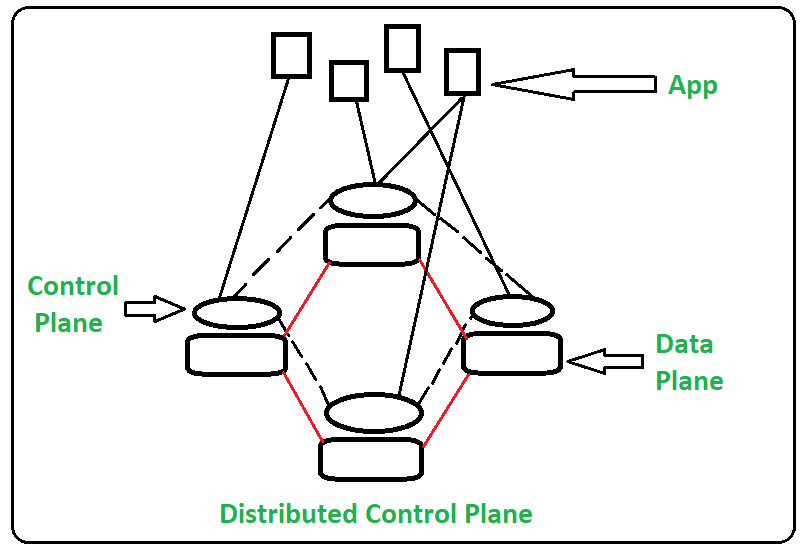 App
Control
Plane
Data
Plane
Distributed Control Plane